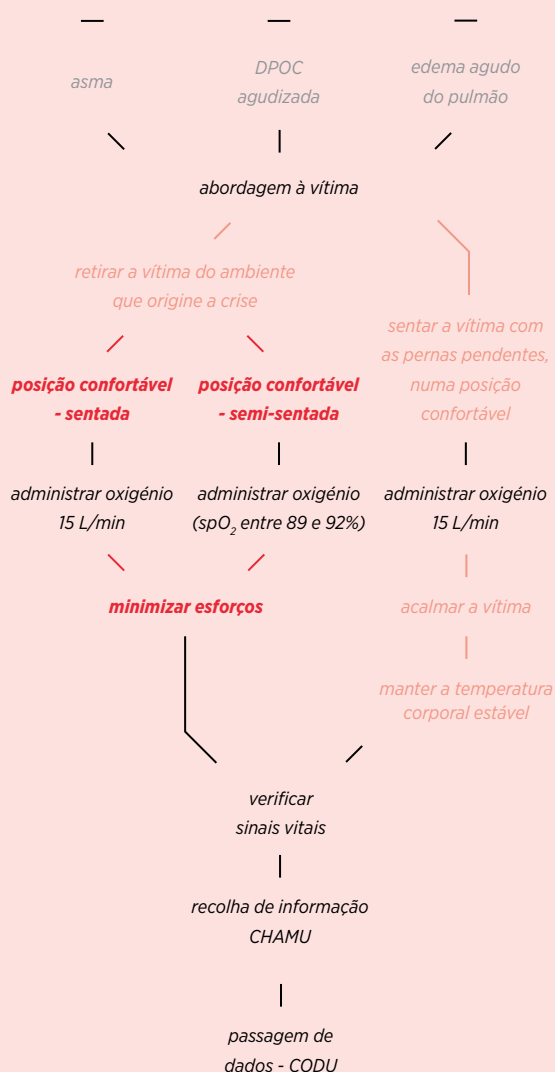 asma
DPOC
agudizada
edema agudo
do pulmão
abordagem à vítima
retirar a vítima do ambiente
que origine a crise
sentar a vítima com
as pernas pendentes,
numa posição
confortável
posição confortável
- sentada
posição confortável
- semi-sentada
administrar oxigénio
15 L/min
administrar oxigénio
(spO2 entre 89 e 92%)
administrar oxigénio
15 L/min
minimizar esforços
acalmar a vítima
manter a temperatura
corporal estável
verificar
sinais vitais
recolha de informação
CHAMU
passagem de
dados - CODU